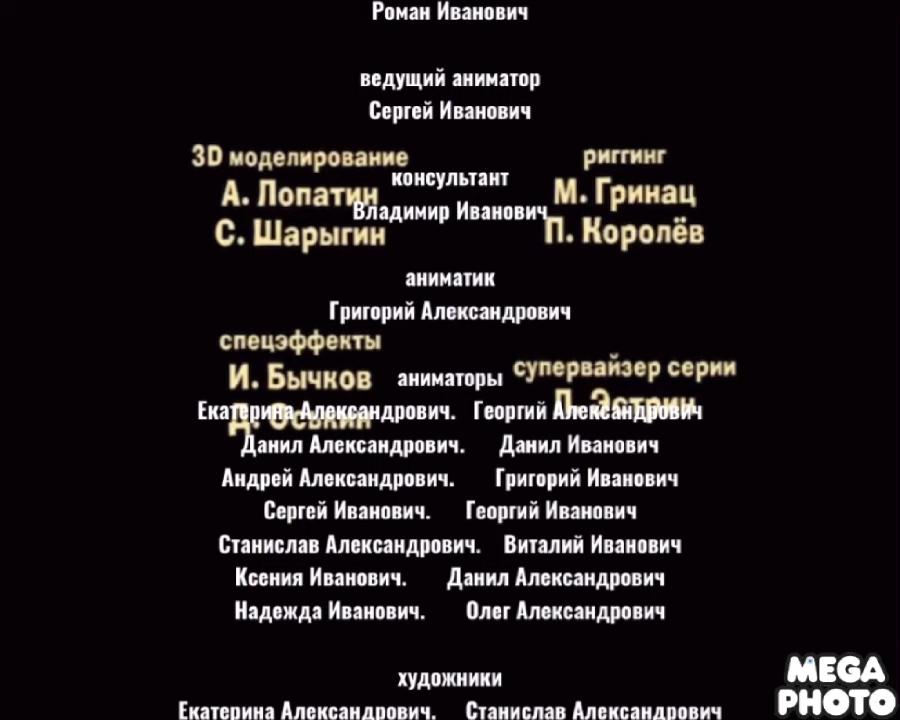 Роман Иванович
ведущий аниматор
Сергей Иванович
3D моделирование
риггинг
А. Лопатин
консультант
М. Гринац
Владимир Иванович
С. Шарыгин
П. Королёв
аниматик
Григорий Александрович
спецэффекты
супервайзер серии
И. Бычков
аниматоры
Д. Оськин
Эстрин
Екатерина Александрович. Георгий Александрович
Данил Александрович. Данил Иванович
Андрей Александрович. Григорий Иванович
Сергей Иванович. Георгий Иванович
Станислав Александрович. Виталий Иванович
Ксения Иванович. Данил Александрович
Надежда Иванович. Олег Александрович
художники
Екатерина Александрович. Станислав Александрович
MEGA
PHOTO